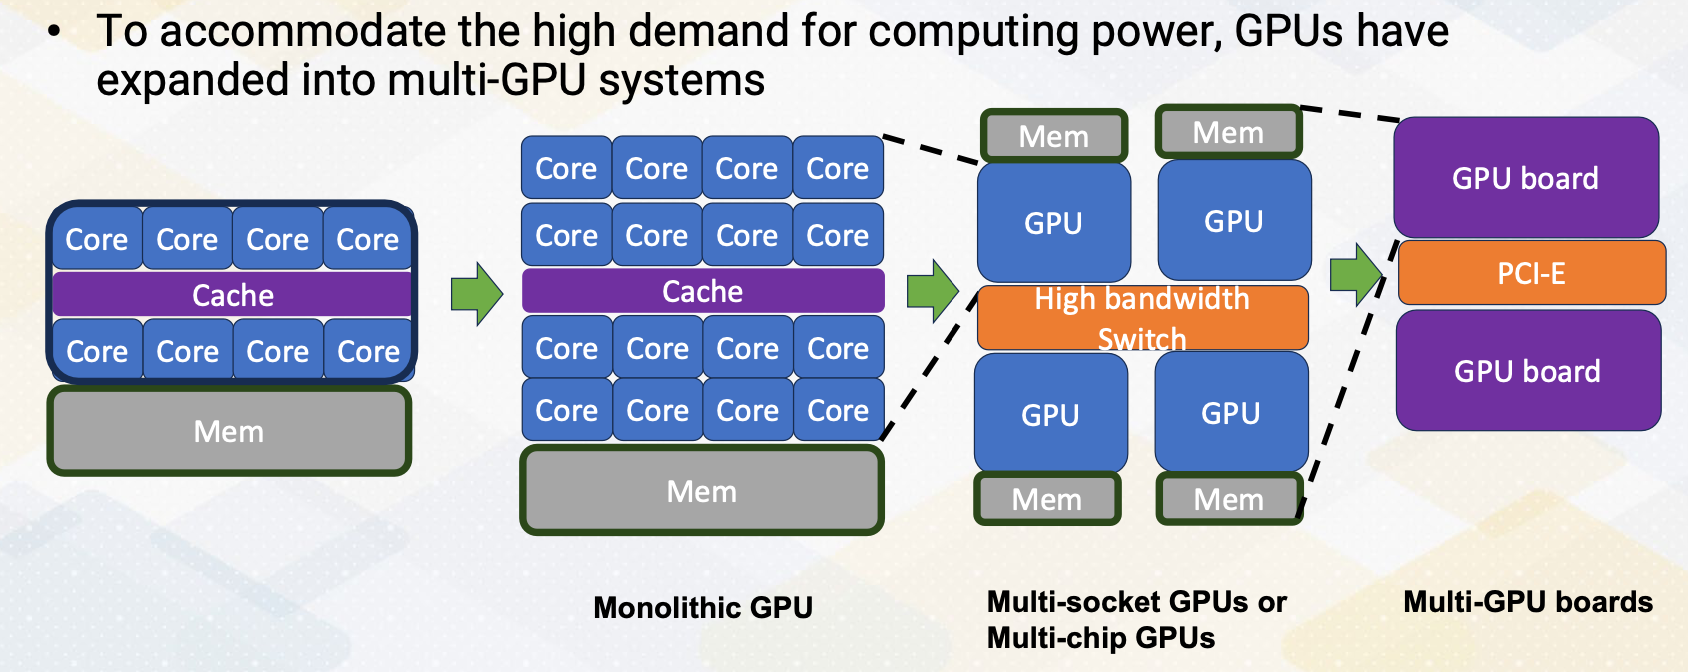 • To accommodate the high demand for computing power, GPUs have
expanded into multi-GPU systems
Core Core Core Core
Cache
Core Core Core Core
Mem
Core Core Core Core
Core Core Core Core
Cache
Core Core Core Core
Core Core Core Core
Mem
Monolithic GPU
Mem Mem
GPU GPU
High bandwidth
Switch
GPU GPU
Mem Mem
Multi-socket GPUs or
Multi-chip GPUs
GPU board
PCI-E
GPU board
Multi-GPU boards